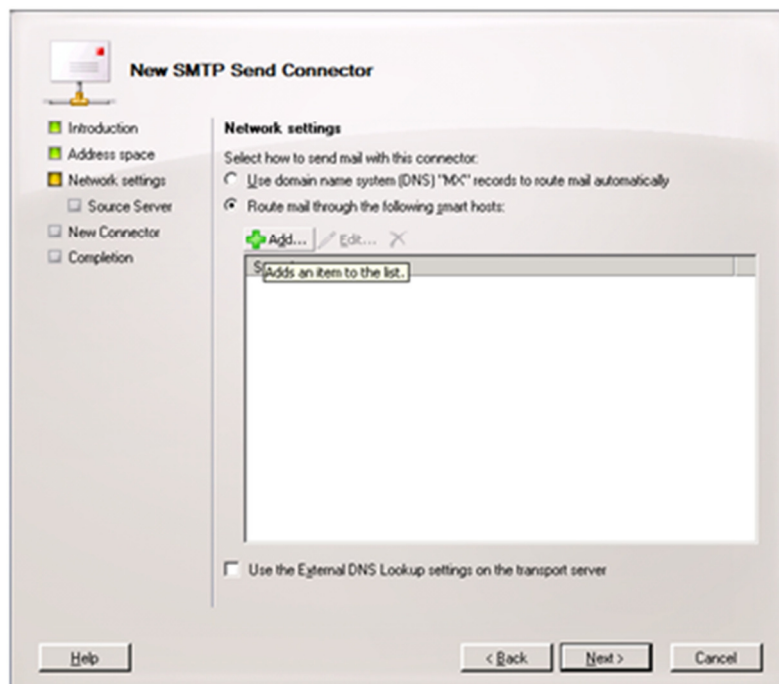 New SMTP Send Connector
Introduction
Address space
Network settings
Source Server
New Connector
Completion
Network settings
Select how to send mail with this connector:
Use domain name system (DNS) "MX" records to route mail automatically
Route mail through the following smart hosts:
Add... Edit...
Adds an item to the list.
Use the External DNS Lookup settings on the transport server
Help < Back Next > Cancel